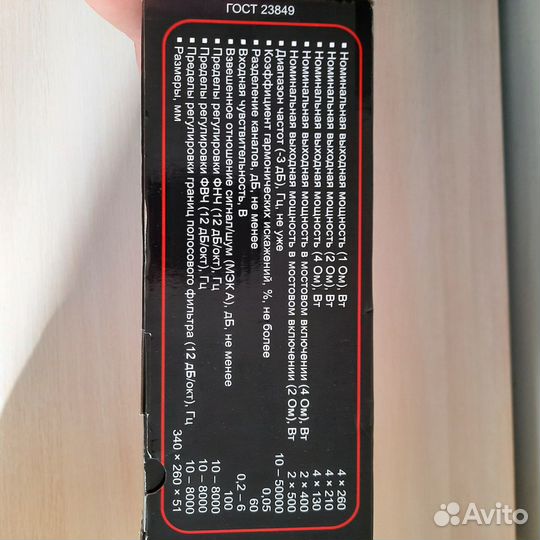 ГОСТ 23849
• Номинальная выходная мощность (1 Ом), Вт 4 × 260
• Номинальная выходная мощность (2 Ом), Вт 4 × 210
• Номинальная выходная мощность (4 Ом), Вт 4 × 130
• Номинальная выходная мощность в мостовом включении (4 Ом), Вт 2 × 400
• Номинальная выходная мощность в мостовом включении (2 Ом), Вт 2 × 500
• Диапазон частот (-3 дБ), Гц, не уже 10 – 50000
• Коэффициент гармонических искажений, %, не более 0,05
• Разделение каналов, дБ, не менее 60
• Входная чувствительность, В 0,2 – 6
• Взвешенное отношение сигнал/шум (МЭК А), дБ, не менее 100
• Пределы регулировки ФНЧ (12 дБ/окт), Гц 10 – 8000
• Пределы регулировки ФВЧ (12 дБ/окт), Гц 10 – 8000
• Пределы регулировки границ полосового фильтра (12 дБ/окт), Гц 10 – 8000
• Размеры, мм 340 × 260 × 51
Avito